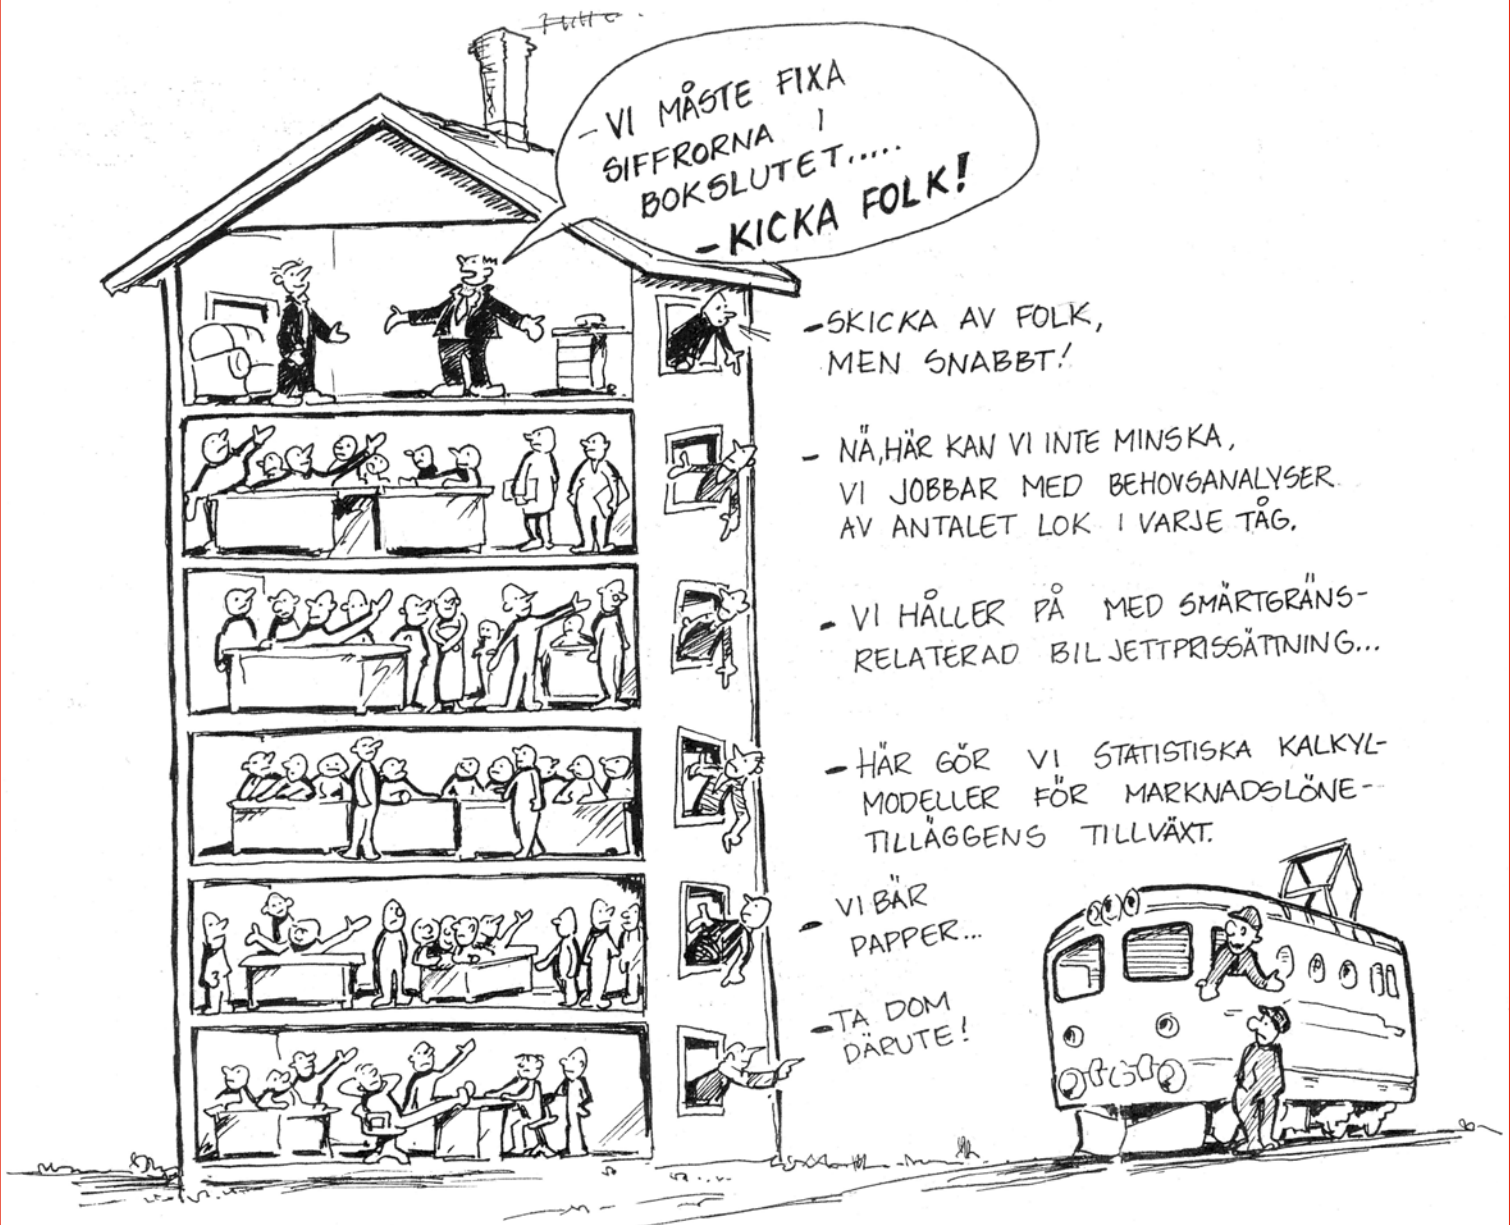 - VI MÅSTE FIXA
SIFFRORNA I
BOKSLUTET.....
- KICKA FOLK!
- SKICKA AV FOLK,
MEN SNABBT!
- NÄ, HÄR KAN VI INTE MINSKA,
VI JOBBAR MED BEHOVSANALYSER
AV ANTALET LOK I VARJE TÅG.
- VI HÅLLER PÅ MED SMÄRTGRÄNS-
RELATERAD BILJETTPRISSÄTTNING...
- HÄR GÖR VI STATISTISKA KALKYL-
MODELLER FÖR MARKNADSLÖNE-
TILLÄGGENS TILLVÄXT.
- VI BÄR
PAPPER...
- TA DOM
DÄRUTE!